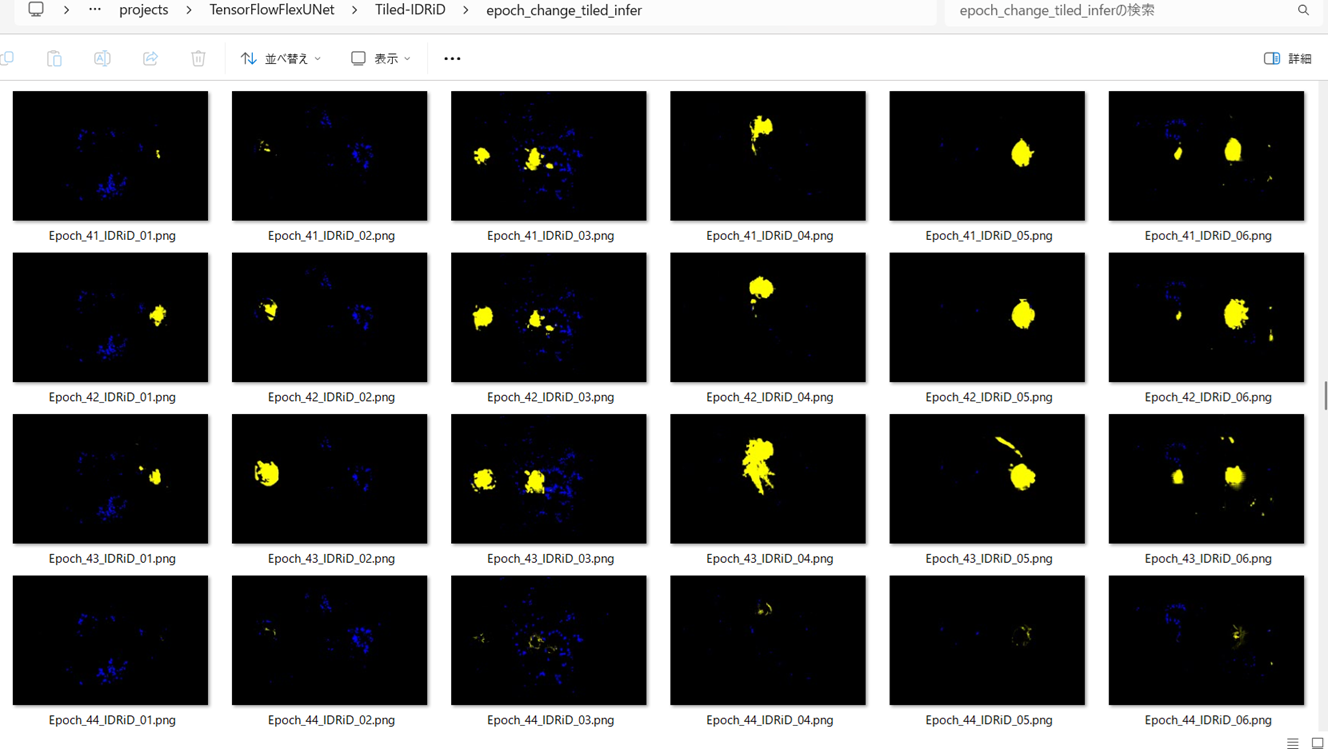 … projects > TensorFlowFlexUNet > Tiled-IDRiD > epoch_change_tiled_infer
epoch_change_tiled_inferの検索
並べ替え 表示 … 詳細
Epoch_41_IDRiD_01.png Epoch_41_IDRiD_02.png Epoch_41_IDRiD_03.png Epoch_41_IDRiD_04.png Epoch_41_IDRiD_05.png Epoch_41_IDRiD_06.png
Epoch_42_IDRiD_01.png Epoch_42_IDRiD_02.png Epoch_42_IDRiD_03.png Epoch_42_IDRiD_04.png Epoch_42_IDRiD_05.png Epoch_42_IDRiD_06.png
Epoch_43_IDRiD_01.png Epoch_43_IDRiD_02.png Epoch_43_IDRiD_03.png Epoch_43_IDRiD_04.png Epoch_43_IDRiD_05.png Epoch_43_IDRiD_06.png
Epoch_44_IDRiD_01.png Epoch_44_IDRiD_02.png Epoch_44_IDRiD_03.png Epoch_44_IDRiD_04.png Epoch_44_IDRiD_05.png Epoch_44_IDRiD_06.png